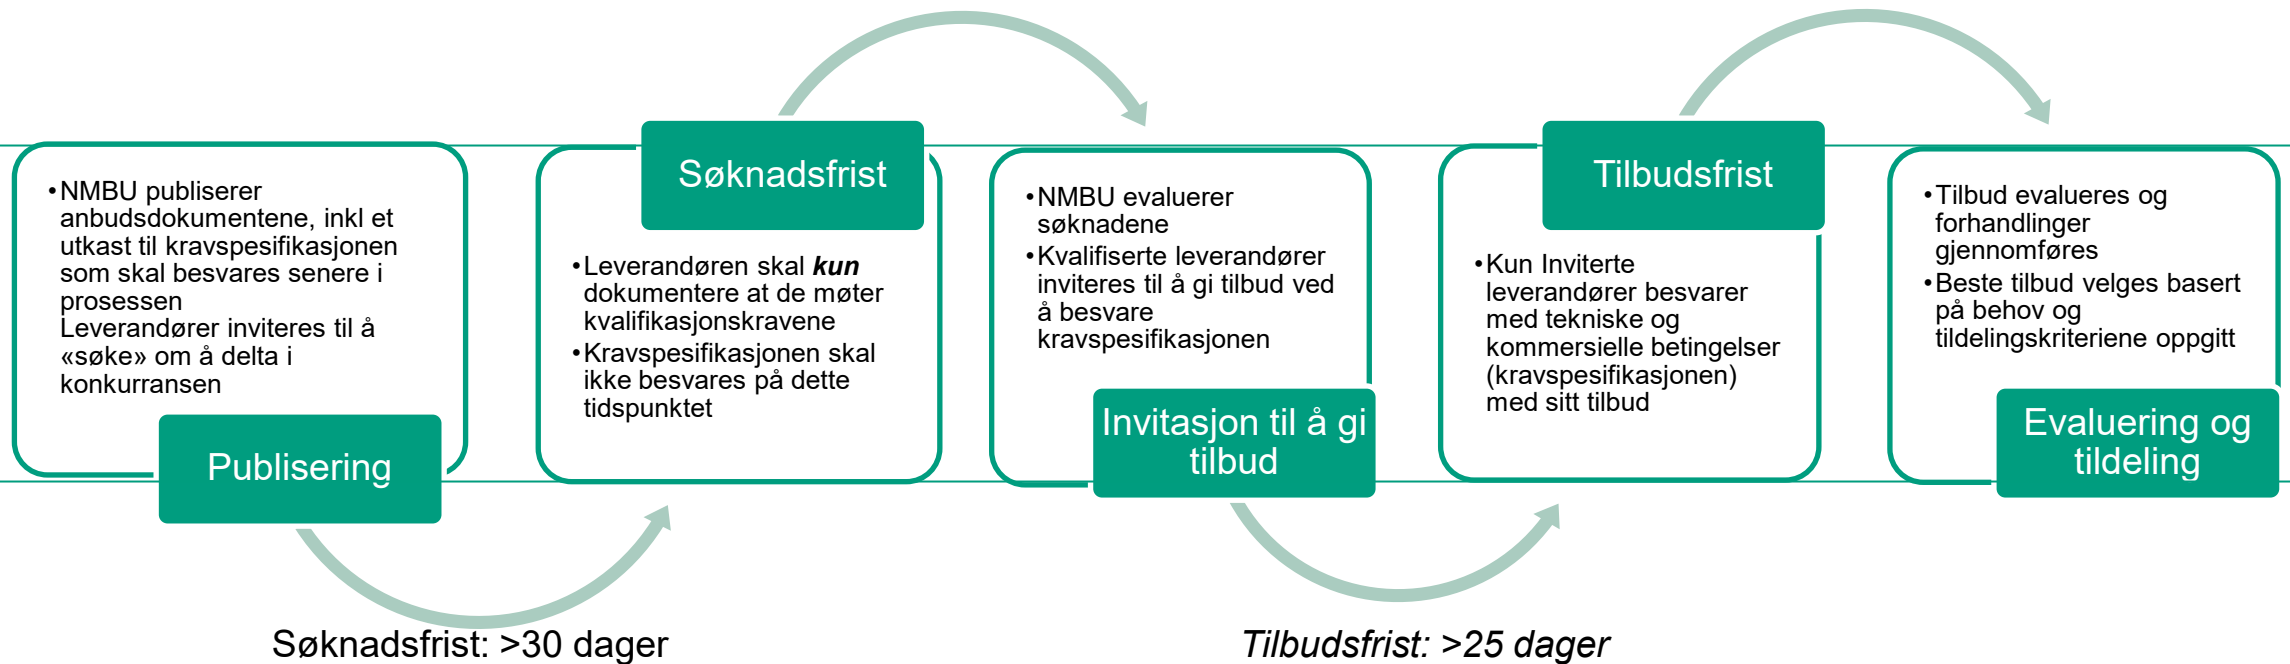 •NMBU publiserer
anbudsdokumentene, inkl et
utkast til kravspesifikasjonen
som skal besvares senere i
prosessen
Leverandører inviteres til å
«søke» om å delta i
konkurransen
Publisering
Søknadsfrist
•Leverandøren skal kun
dokumentere at de møter
kvalifikasjonskravene
•Kravspesifikasjonen skal
ikke besvares på dette
tidspunktet
•NMBU evaluerer
søknadene
•Kvalifiserte leverandører
inviteres til å gi tilbud ved
å besvare
kravspesifikasjonen
Invitasjon til å gi
tilbud
Tilbudsfrist
•Kun Inviterte
leverandører besvarer
med tekniske og
kommersielle betingelser
(kravspesifikasjonen)
med sitt tilbud
•Tilbud evalueres og
forhandlinger
gjennomføres
•Beste tilbud velges basert
på behov og
tildelingskriteriene oppgitt
Evaluering og
tildeling
Søknadsfrist: >30 dager
Tilbudsfrist: >25 dager